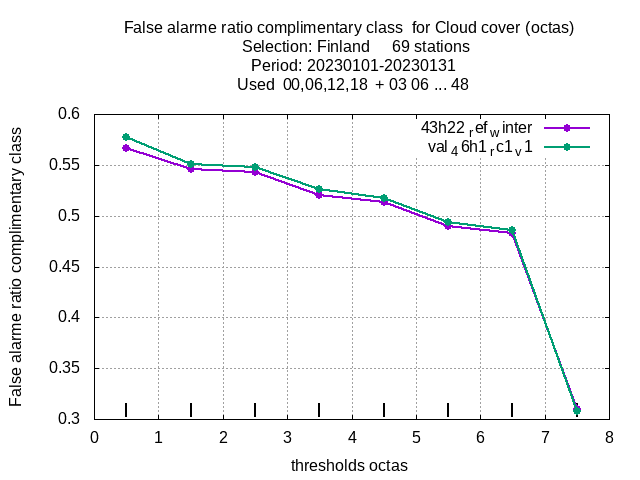 False alarme ratio complimentary class  for Cloud cover (octas)
Selection: Finland     69 stations
Period: 20230101-20230131
Used  00,06,12,18  + 03 06 ... 48
43h22 ref winter
val 46h1 rc1 v1
False alarme ratio complimentary class
0.6
0.55
0.5
0.45
0.4
0.35
0.3
0 1 2 3 4 5 6 7 8
thresholds octas